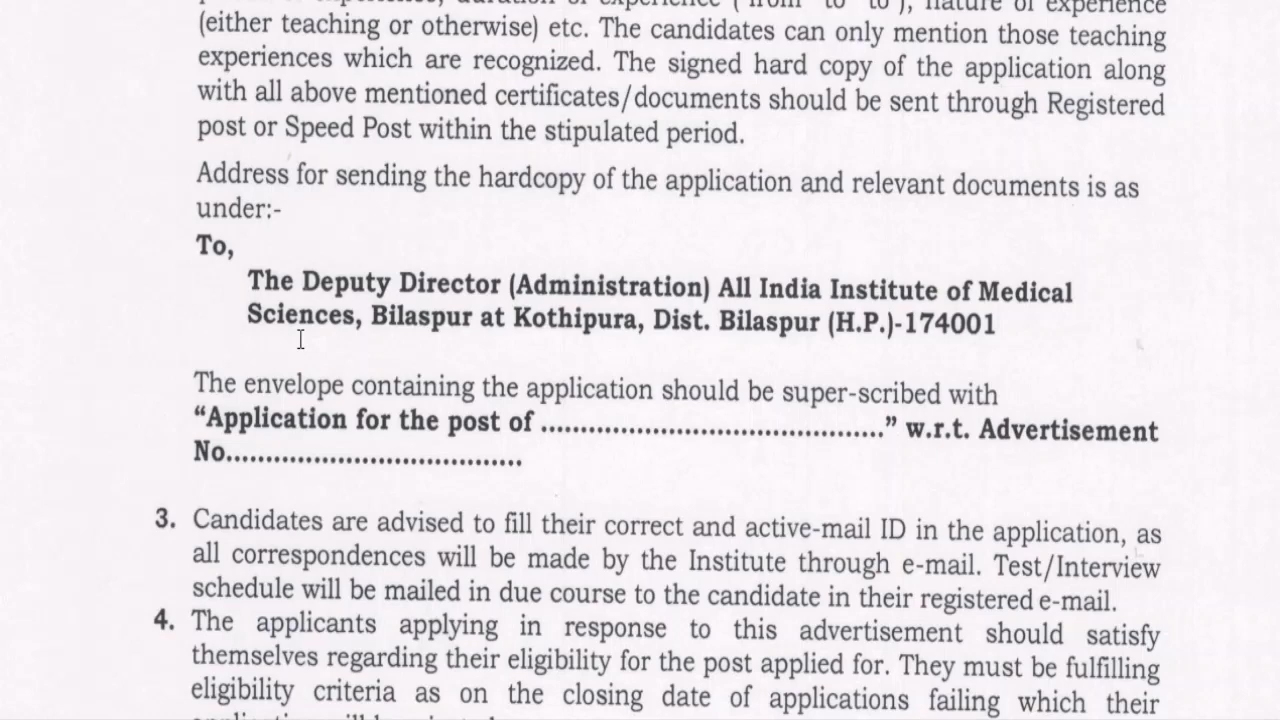 nature of experience
(either teaching or otherwise) etc. The candidates can only mention those teaching
experiences which are recognized. The signed hard copy of the application along
with all above mentioned certificates/documents should be sent through Registered
post or Speed Post within the stipulated period.
Address for sending the hardcopy of the application and relevant documents is as
under:-
To,
The Deputy Director (Administration) All India Institute of Medical
Sciences, Bilaspur at Kothipura, Dist. Bilaspur (H.P.)-174001
The envelope containing the application should be super-scribed with
“Application for the post of ..........................................” w.r.t. Advertisement
No....................................
3. Candidates are advised to fill their correct and active-mail ID in the application, as
all correspondences will be made by the Institute through e-mail. Test/Interview
schedule will be mailed in due course to the candidate in their registered e-mail.
4. The applicants applying in response to this advertisement should satisfy
themselves regarding their eligibility for the post applied for. They must be fulfilling
eligibility criteria as on the closing date of applications failing which their